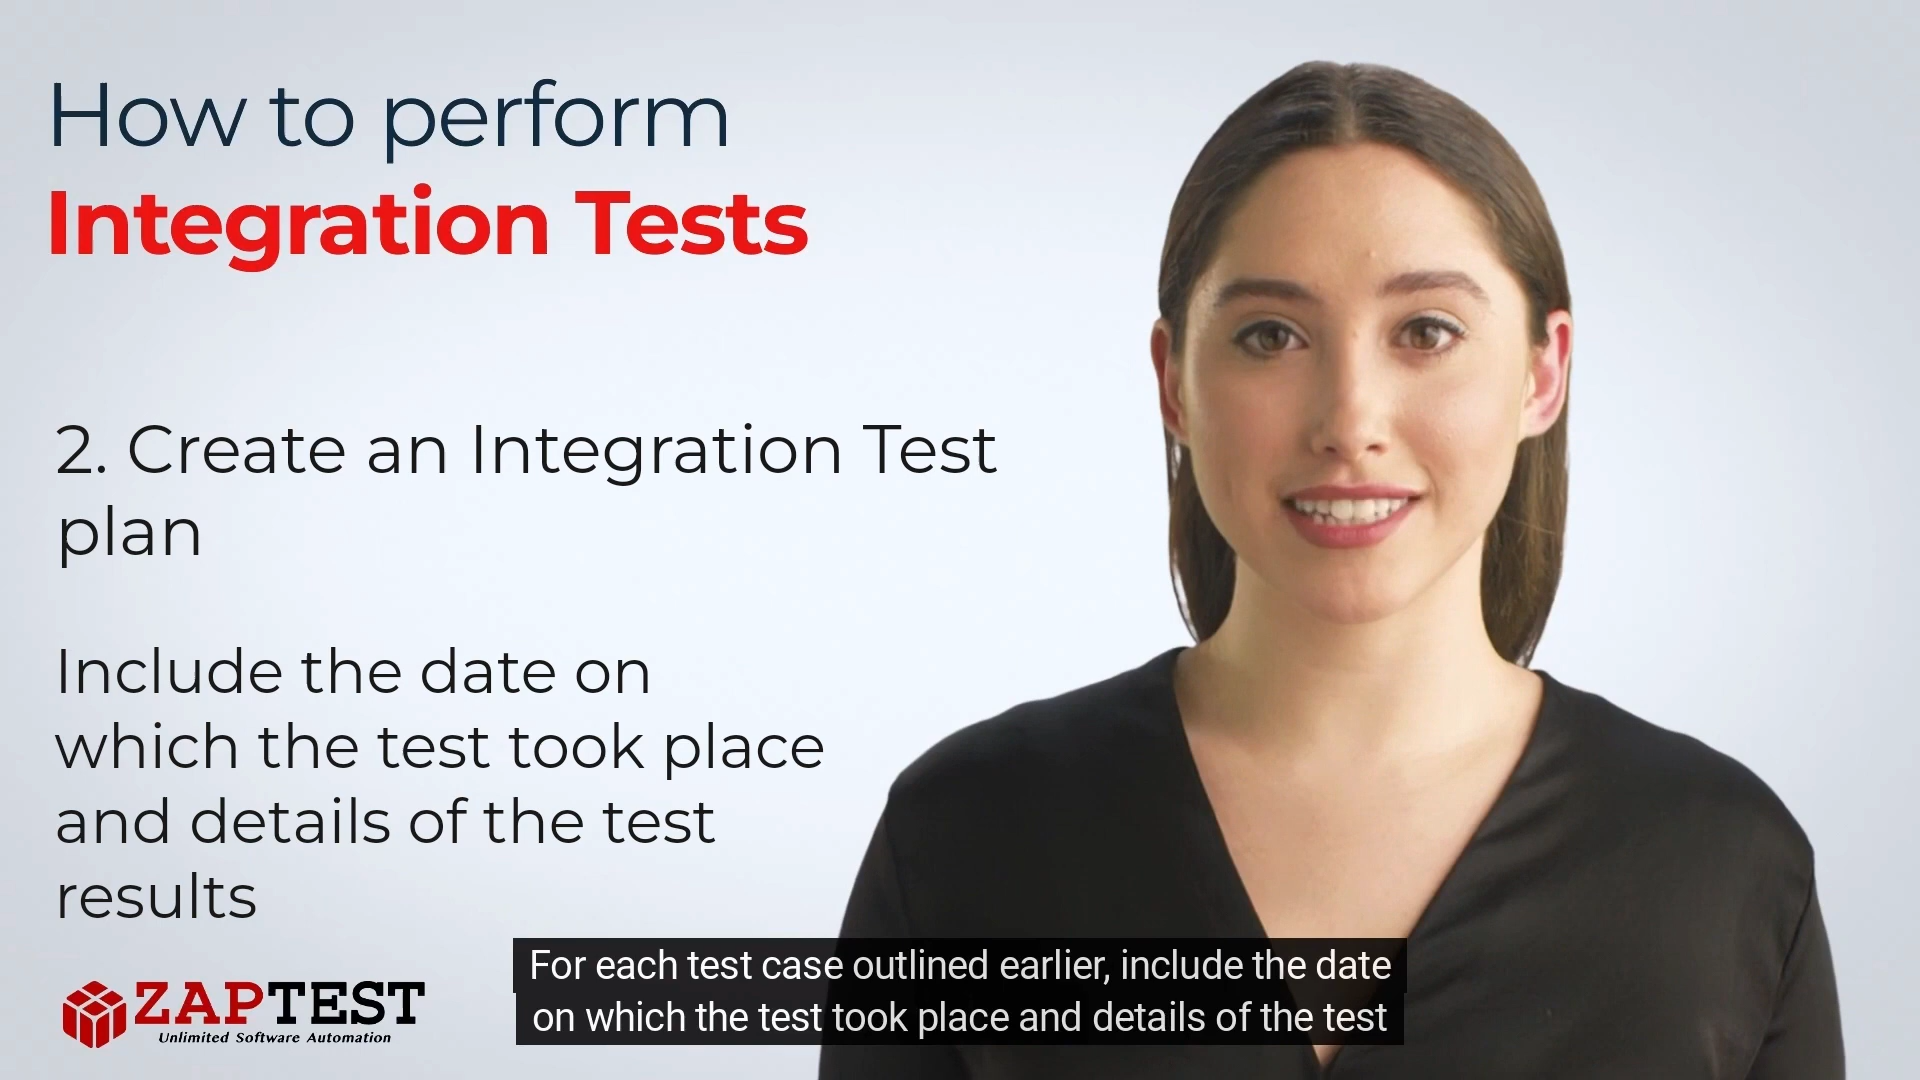 How to perform
Integration Tests
2. Create an Integration Test
plan
Include the date on
which the test took place
and details of the test
results
ZAPTEST
Unlimited Software Automation
For each test case outlined earlier, include the date
on which the test took place and details of the test